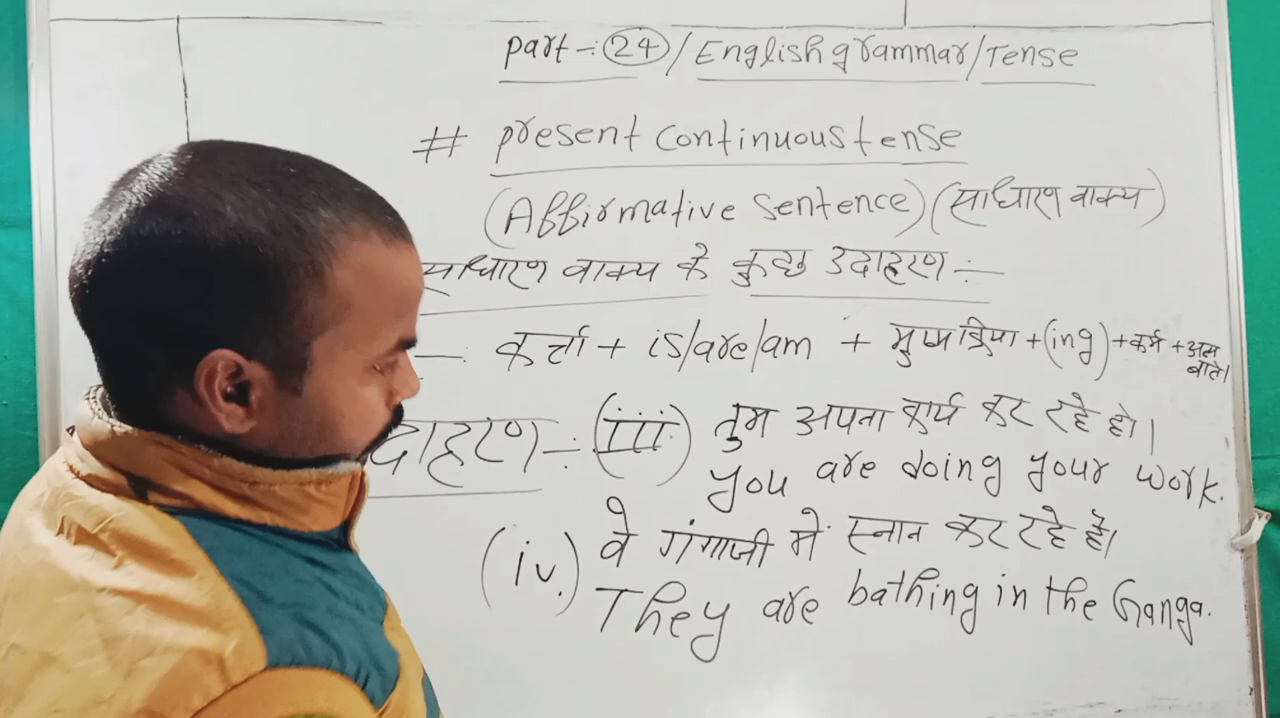 Part-:24/English grammar/Tense
# present continuous tense
(Affirmative sentence) (साधारण वाक्य)
साधारण वाक्य के कुछ उदाहरण :-
- कर्त्ता + is/are/am + मुख्य क्रिया + (ing) + कर्म + अन्य बाते।
दाहरण-: (iii) तुम अपना कार्य कर रहे हो।
you are doing your work.
(iv.) वे गंगाजी में स्नान कर रहे हैं।
They are bathing in the Ganga.